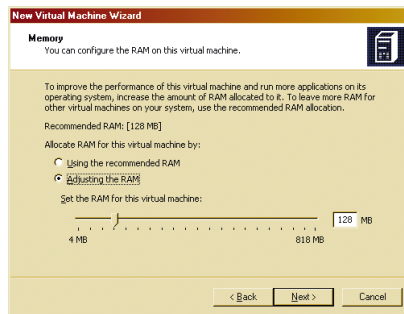 New Virtual Machine Wizard
Memory
You can configure the RAM on this virtual machine.
To improve the performance of this virtual machine and run more applications on its
operating system, increase the amount of RAM allocated to it. To leave more RAM for
other virtual machines on your system, use the recommended RAM allocation.
Recommended RAM: [128 MB]
Allocate RAM for this virtual machine by:
Using the recommended RAM
Adjusting the RAM
Set the RAM for this virtual machine:
128 MB
4 MB 818 MB
< Back Next > Cancel